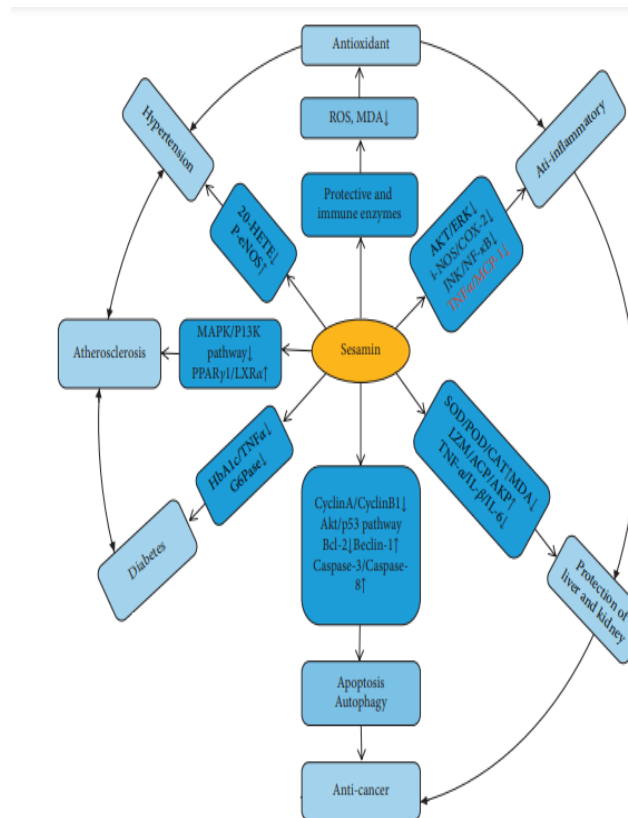 Antioxidant
ROS, MDA↓
Protective and
immune enzymes
Hypertension
20-HETE↓
P-eNOS↑
AKT/ERK↓
i-NOS/COX-2↓
JNK/NF-κB↓
TNFα/MCP-1↓
Ati-inflammatory
Atherosclerosis
MAPK/P13K
pathway↓
PPARγ1/LXRα↑
Sesamin
HbA1c/TNFα↓
G6Pase↓
Diabetes
CyclinA/CyclinB1↓
Akt/p53 pathway
Bcl-2↓Beclin-1↑
Caspase-3/Caspase-
8↑
SOD/POD/CAT↑MDA↓
LZM/ACP/AKP↑
TNF-α/IL-β/IL-6↓
Protection of
liver and kidney
Apoptosis
Autophagy
Anti-cancer